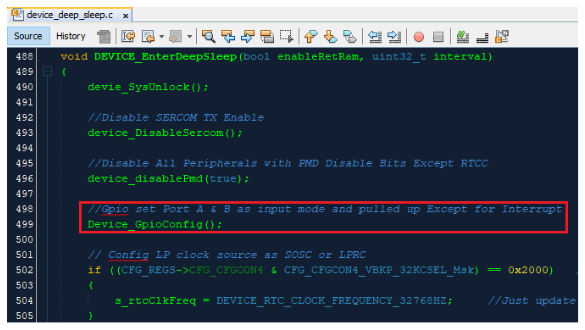 device_deep_sleep.c x
Source History
488 void DEVICE_EnterDeepSleep(bool enableRetRam, uint32_t interval)
489 {
490 devie_SysUnlock();
491
492 //Disable SERCOM TX Enable
493 device_DisableSercom();
494
495 //Disable All Peripherals with PMD Disable Bits Except RTCC
496 device_disablePmd(true);
497
498 //Gpio set Port A & B as input mode and pulled up Except for Interrupt
499 Device_GpioConfig();
500
501 // Config LP clock source as SOSC or LPRC
502 if ((CFG_REGS->CFG_CFGCON4 & CFG_CFGCON4_VBKP_32KCSEL_Msk) == 0x2000)
503 {
504 s_rtcClkFreq = DEVICE_RTC_CLOCK_FREQUENCY_32768HZ; //Just update
505 }